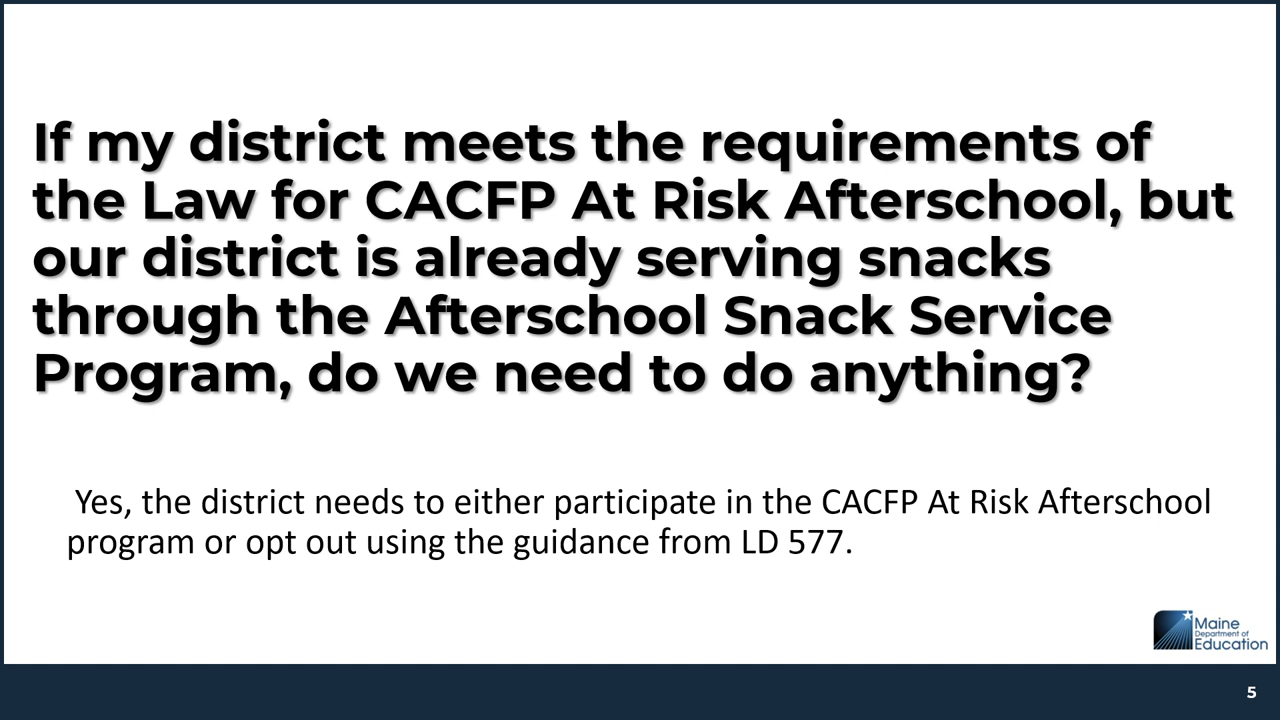 If my district meets the requirements of
the Law for CACFP At Risk Afterschool, but
our district is already serving snacks
through the Afterschool Snack Service
Program, do we need to do anything?
Yes, the district needs to either participate in the CACFP At Risk Afterschool
program or opt out using the guidance from LD 577.
Maine
Department of
Education
5